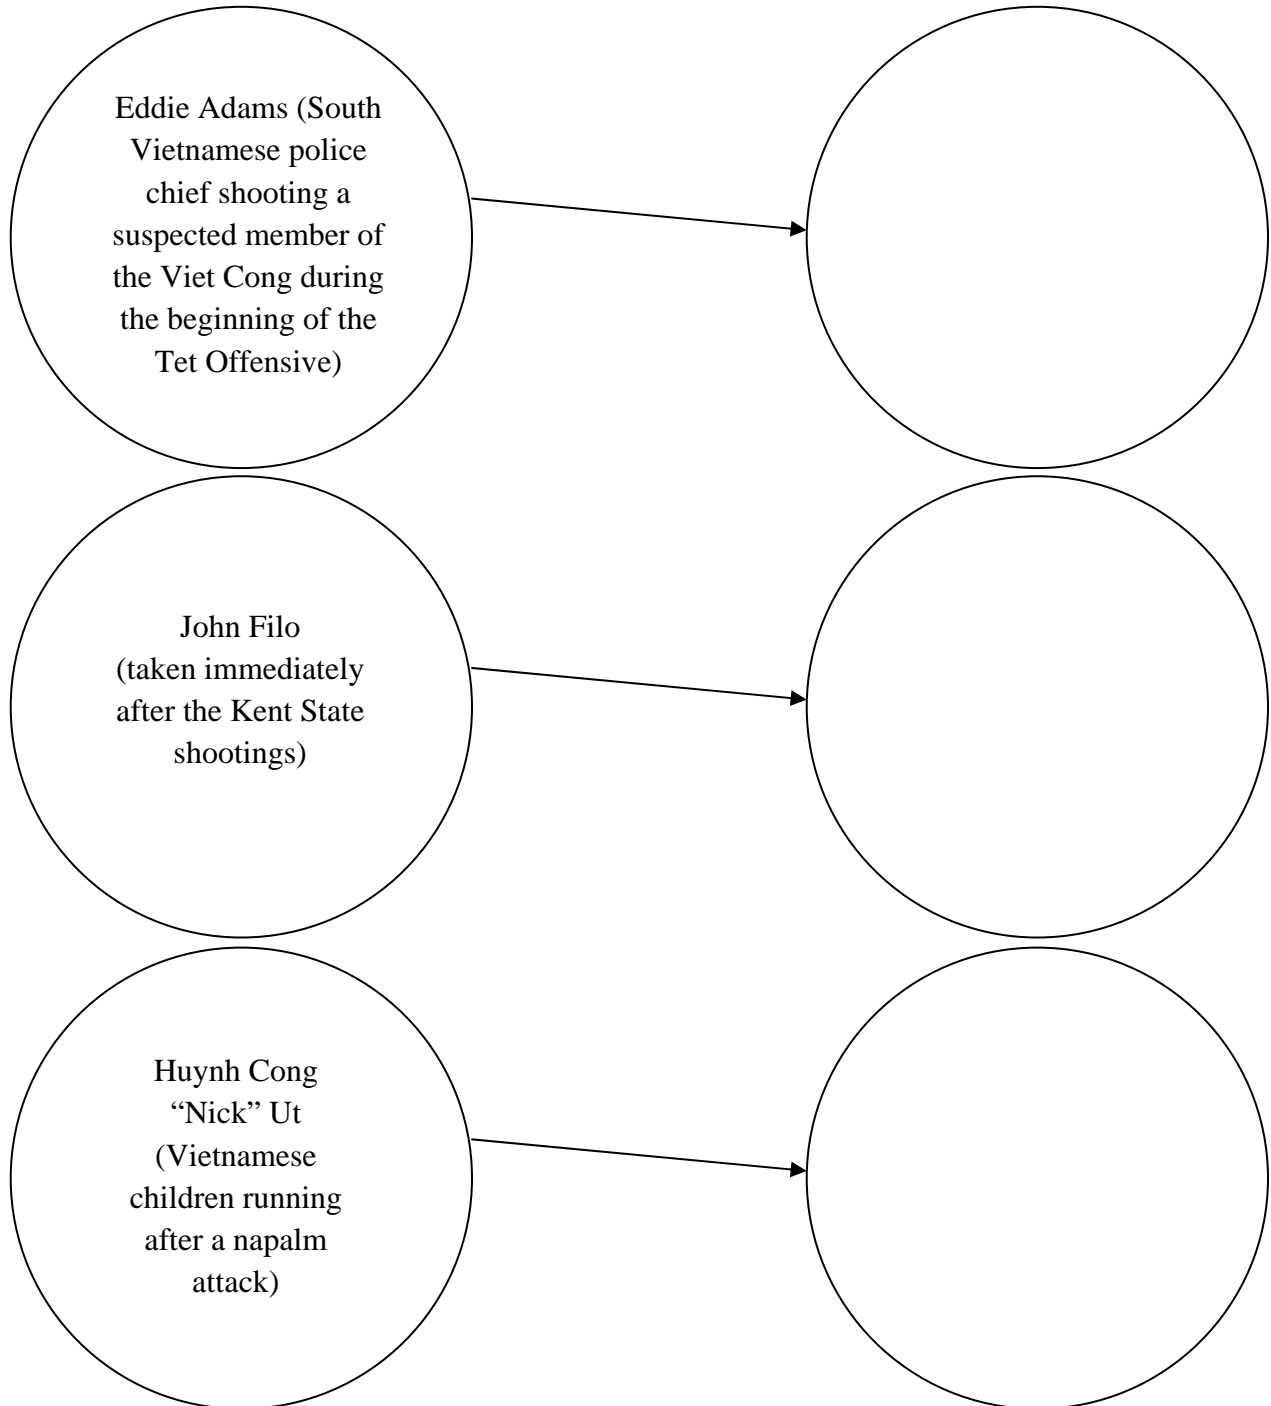 Eddie Adams (South
Vietnamese police
chief shooting a
suspected member of
the Viet Cong during
the beginning of the
Tet Offensive)
John Filo
(taken immediately
after the Kent State
shootings)
Huynh Cong
“Nick” Ut
(Vietnamese
children running
after a napalm
attack)